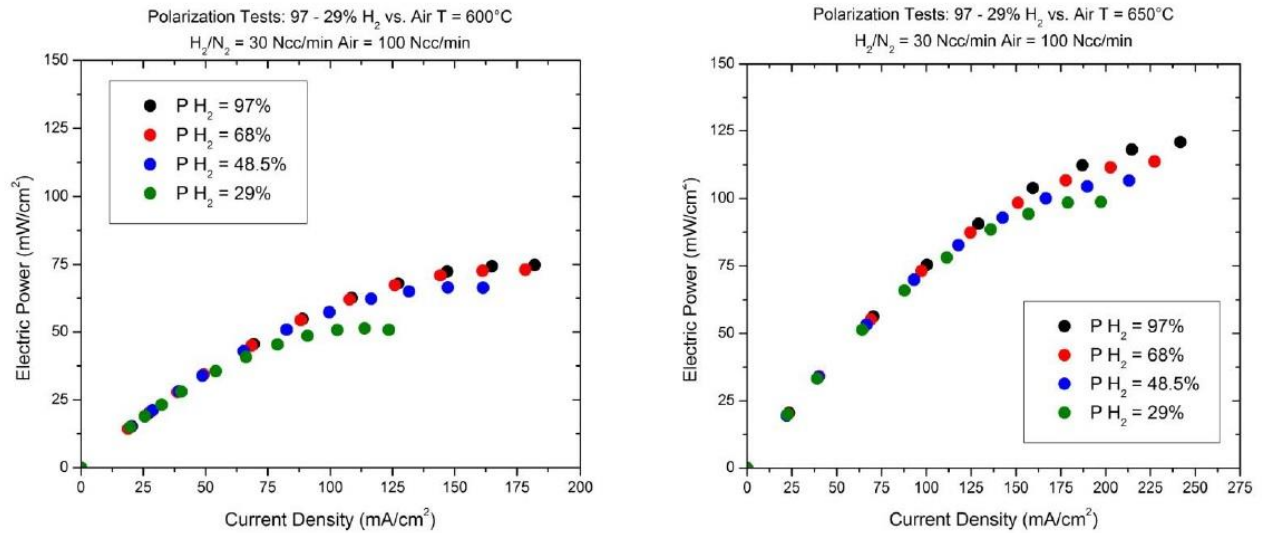 Polarization Tests: 97 - 29% H₂ vs. Air T = 600°C
H₂/N₂ = 30 Ncc/min Air = 100 Ncc/min
150
125
100
75
50
25
0
Electric Power (mW/cm²)
P H₂ = 97%
P H₂ = 68%
P H₂ = 48.5%
P H₂ = 29%
0 25 50 75 100 125 150 175 200
Current Density (mA/cm²)
Polarization Tests: 97 - 29% H₂ vs. Air T = 650°C
H₂/N₂ = 30 Ncc/min Air = 100 Ncc/min
150
125
100
75
50
25
0
Electric Power (mW/cm²)
P H₂ = 97%
P H₂ = 68%
P H₂ = 48.5%
P H₂ = 29%
0 25 50 75 100 125 150 175 200 225 250 275
Current Density (mA/cm²)